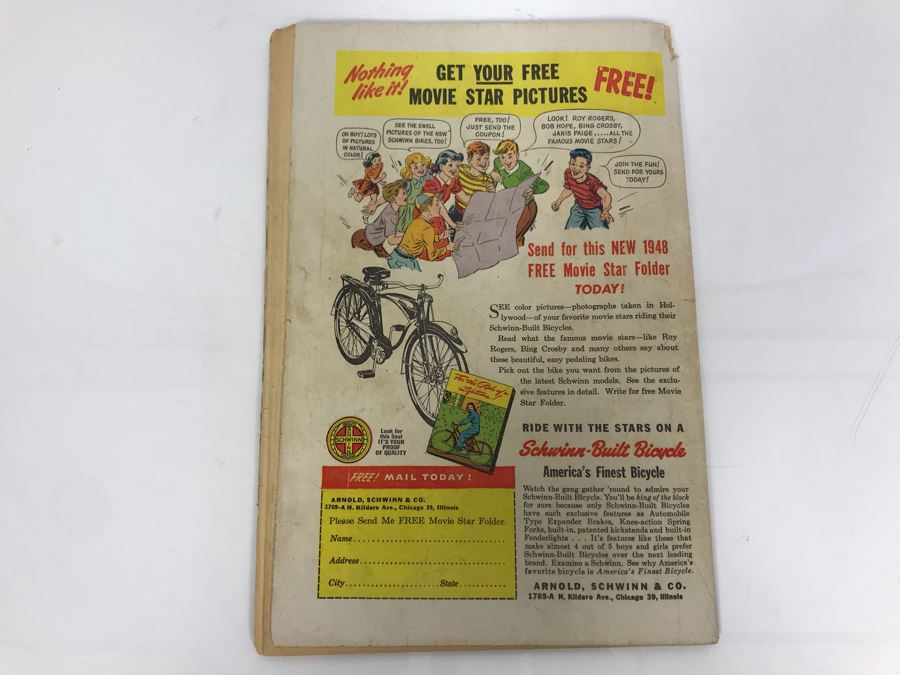 Nothing
like it!
GET YOUR FREE
MOVIE STAR PICTURES
FREE!
OH BOY! LOTS
OF PICTURES
IN NATURAL
COLOR!
SEE THE SWELL
PICTURES OF THE NEW
SCHWINN BIKES, TOO!
FREE, TOO!
JUST SEND THE
COUPON!
LOOK! ROY ROGERS,
BOB HOPE, BING CROSBY,
JANIS PAIGE.....ALL THE
FAMOUS MOVIE STARS!
JOIN THE FUN!
SEND FOR YOURS
TODAY!
Send for this NEW 1948
FREE Movie Star Folder
TODAY!
SEE color pictures—photographs taken in Hol-
lywood—of your favorite movie stars riding their
Schwinn-Built Bicycles.
Read what the famous movie stars—like Roy
Rogers, Bing Crosby and many others say about
these beautiful, easy pedaling bikes.
Pick out the bike you want from the pictures of
the latest Schwinn models. See the exclu-
sive features in detail. Write for free Movie
Star Folder.
SCHWINN
Look for
this Seal
IT'S YOUR
PROOF
OF QUALITY
RIDE WITH THE STARS ON A
Schwinn-Built Bicycle
America's Finest Bicycle
Watch the gang gather 'round to admire your
Schwinn-Built Bicycle. You'll be king of the block
for sure because only Schwinn-Built Bicycles
have such exclusive features as Automobile
Type Expander Brakes, Knee-action Spring
Forks, built-in, patented kickstands and built-in
Fenderlights . . . It's features like these that
make almost 4 out of 5 boys and girls prefer
Schwinn-Built Bicycles over the next leading
brand. Examine a Schwinn. See why America's
favorite bicycle is America's Finest Bicycle.
ARNOLD, SCHWINN & CO.
1769-A N. Kildare Ave., Chicago 39, Illinois
FREE! MAIL TODAY!
ARNOLD, SCHWINN & CO.
1769-A N. Kildare Ave., Chicago 39, Illinois
Please Send Me FREE Movie Star Folder.
Name
Address
City State